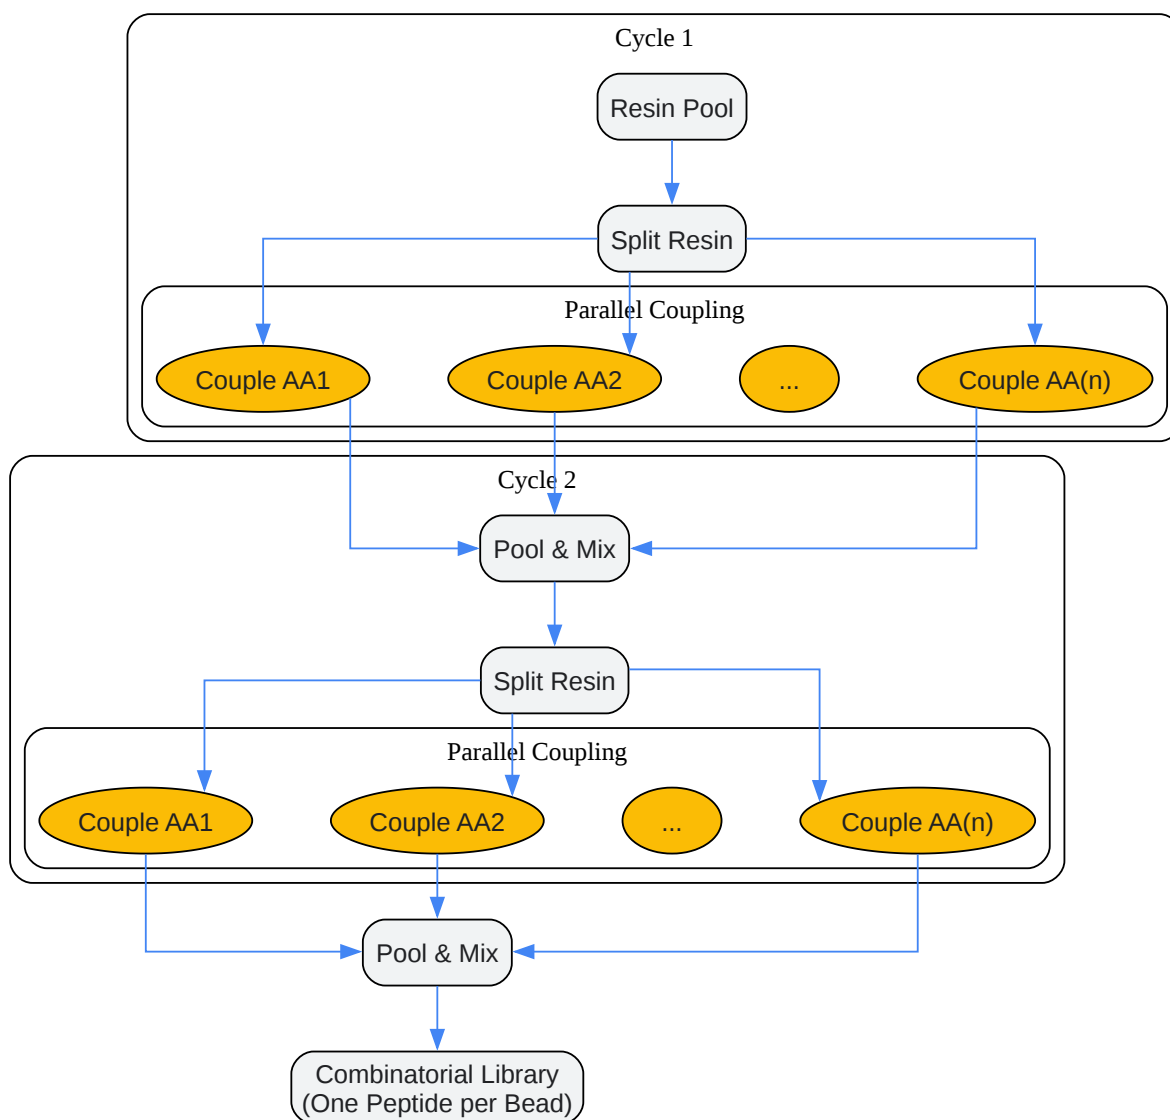 Cycle 1
Resin Pool
Split Resin
Parallel Coupling
Couple AA1
Couple AA2
...
Couple AA(n)
Cycle 2
Pool & Mix
Split Resin
Parallel Coupling
Couple AA1
Couple AA2
...
Couple AA(n)
Pool & Mix
Combinatorial Library
(One Peptide per Bead)